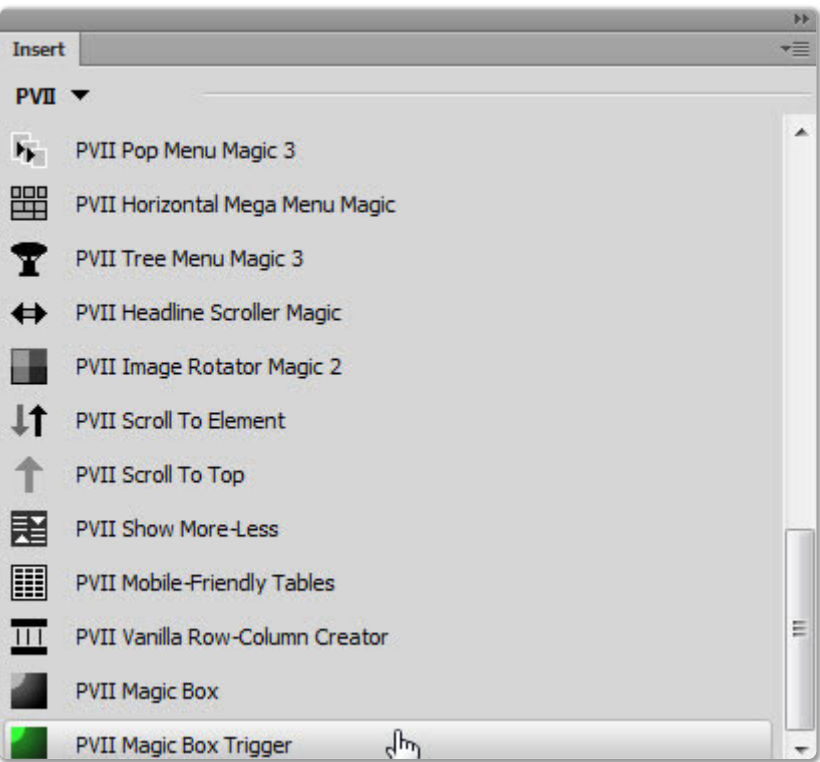 Insert
PVII
PVII Pop Menu Magic 3
PVII Horizontal Mega Menu Magic
PVII Tree Menu Magic 3
PVII Headline Scroller Magic
PVII Image Rotator Magic 2
PVII Scroll To Element
PVII Scroll To Top
PVII Show More-Less
PVII Mobile-Friendly Tables
PVII Vanilla Row-Column Creator
PVII Magic Box
PVII Magic Box Trigger